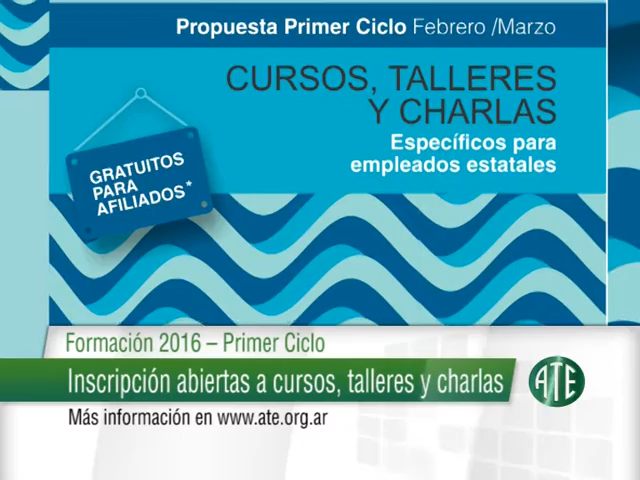 Propuesta Primer Ciclo Febrero /Marzo
CURSOS, TALLERES
Y CHARLAS
Específicos para
empleados estatales
GRATUITOS
PARA
AFILIADOS*
Formación 2016 – Primer Ciclo
Inscripción abiertas a cursos, talleres y charlas
ATE
Más información en www.ate.org.ar